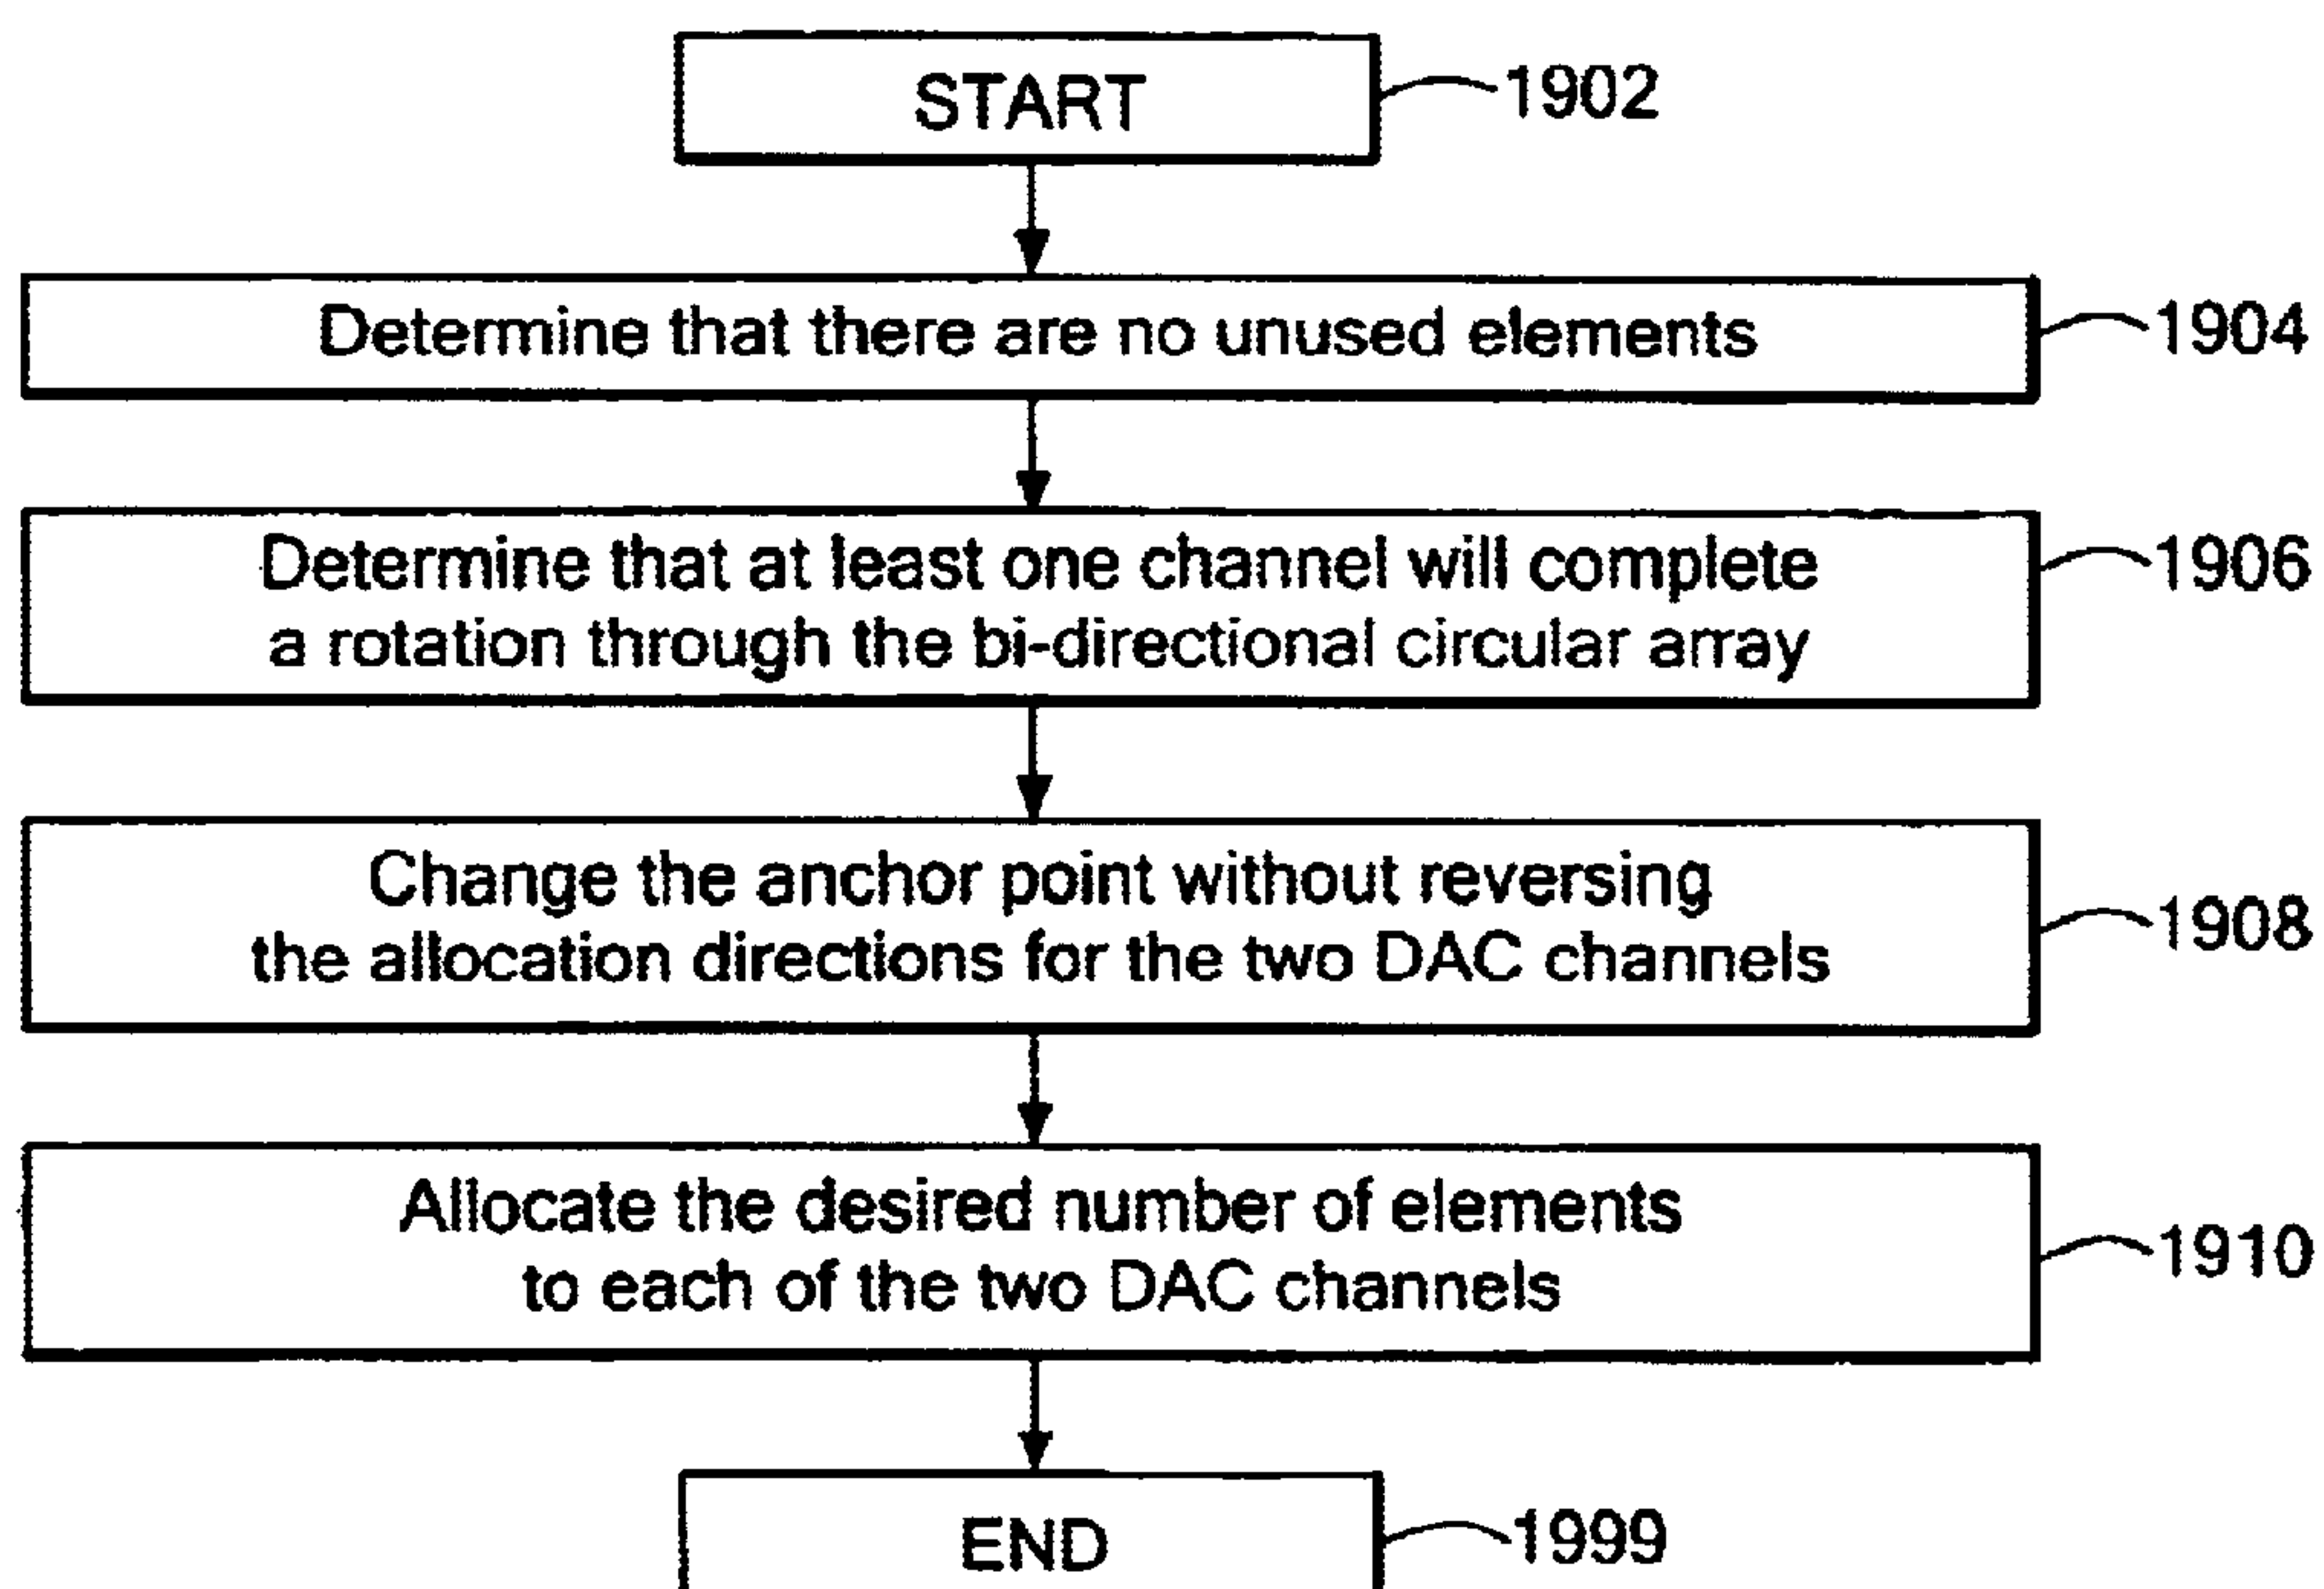 START
1902
Determine that there are no unused elements
1904
Determine that at least one channel will complete
a rotation through the bi-directional circular array
1906
Change the anchor point without reversing
the allocation directions for the two DAC channels
1908
Allocate the desired number of elements
to each of the two DAC channels
1910
END
1999